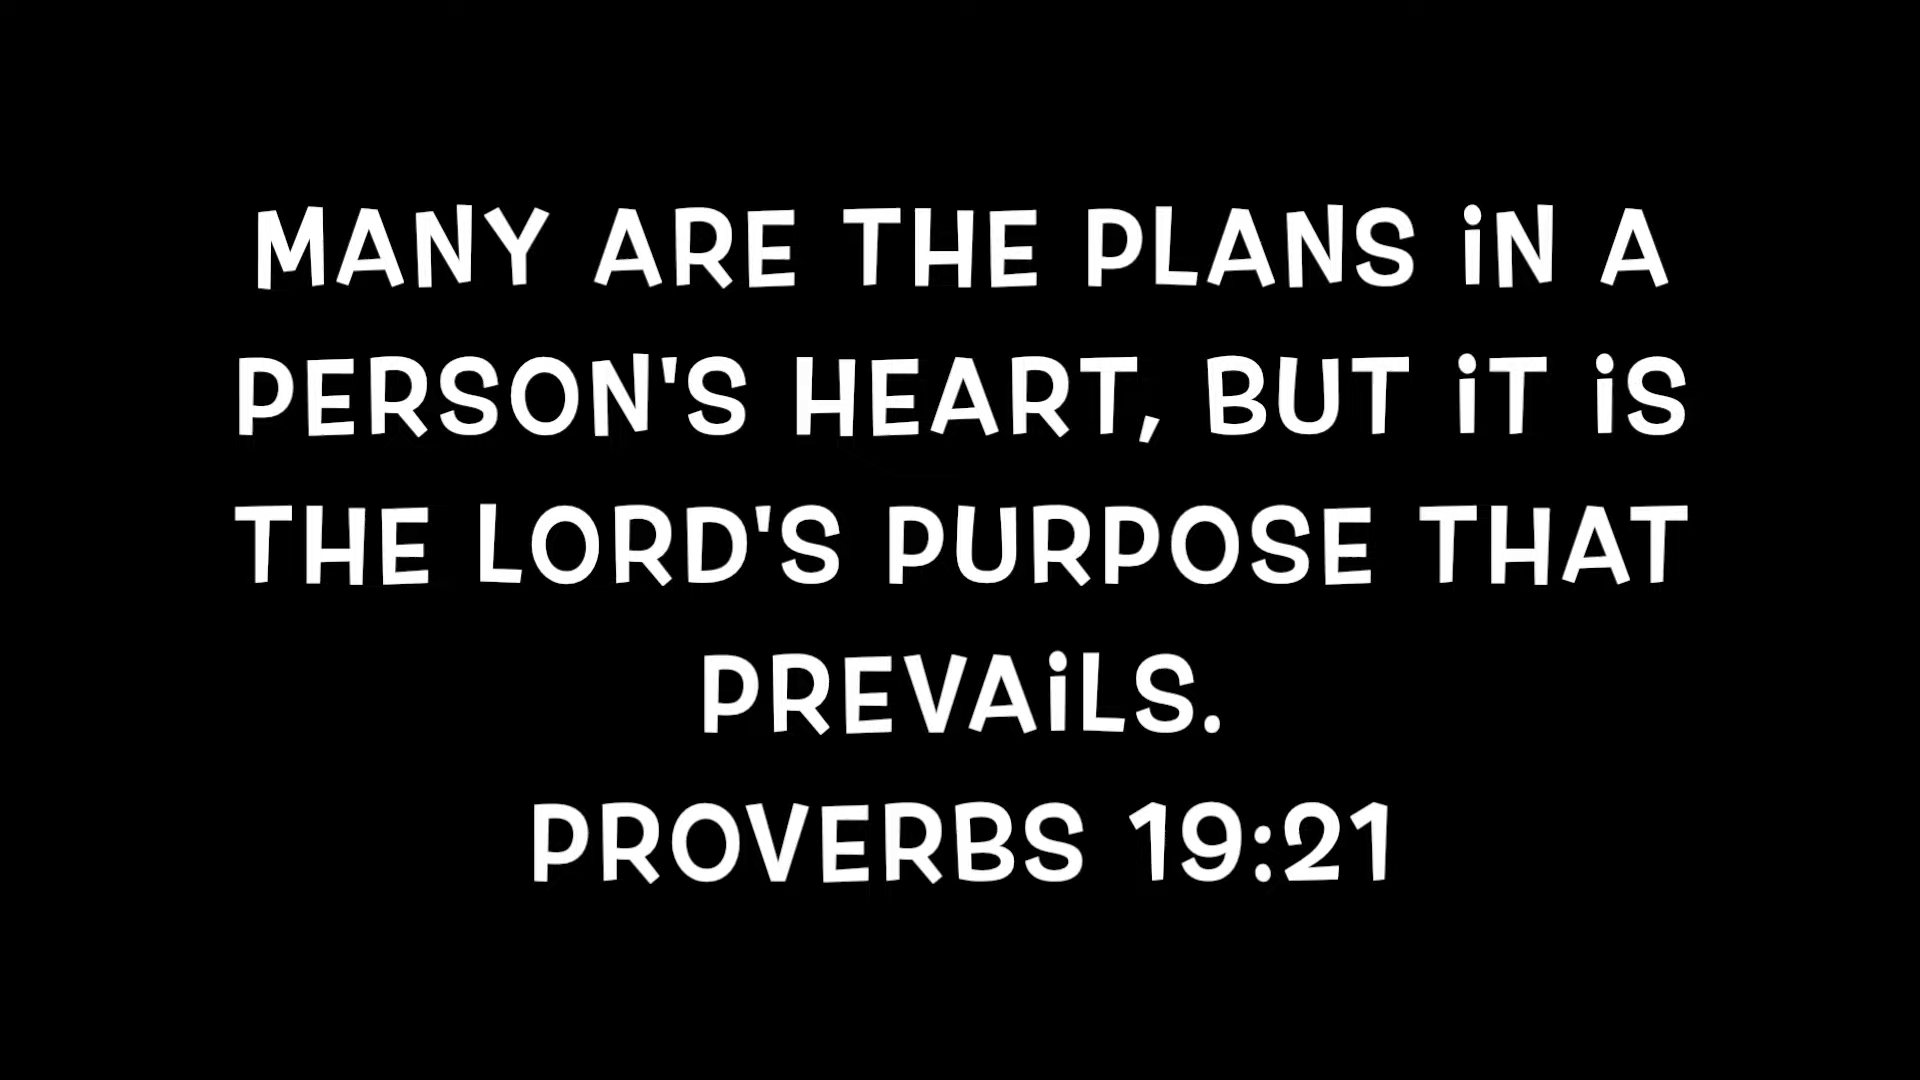 MANY ARE THE PLANS iN A
PERSON'S HEART, BUT iT iS
THE LORD'S PURPOSE THAT
PREVAiLS.
PROVERBS 19:21